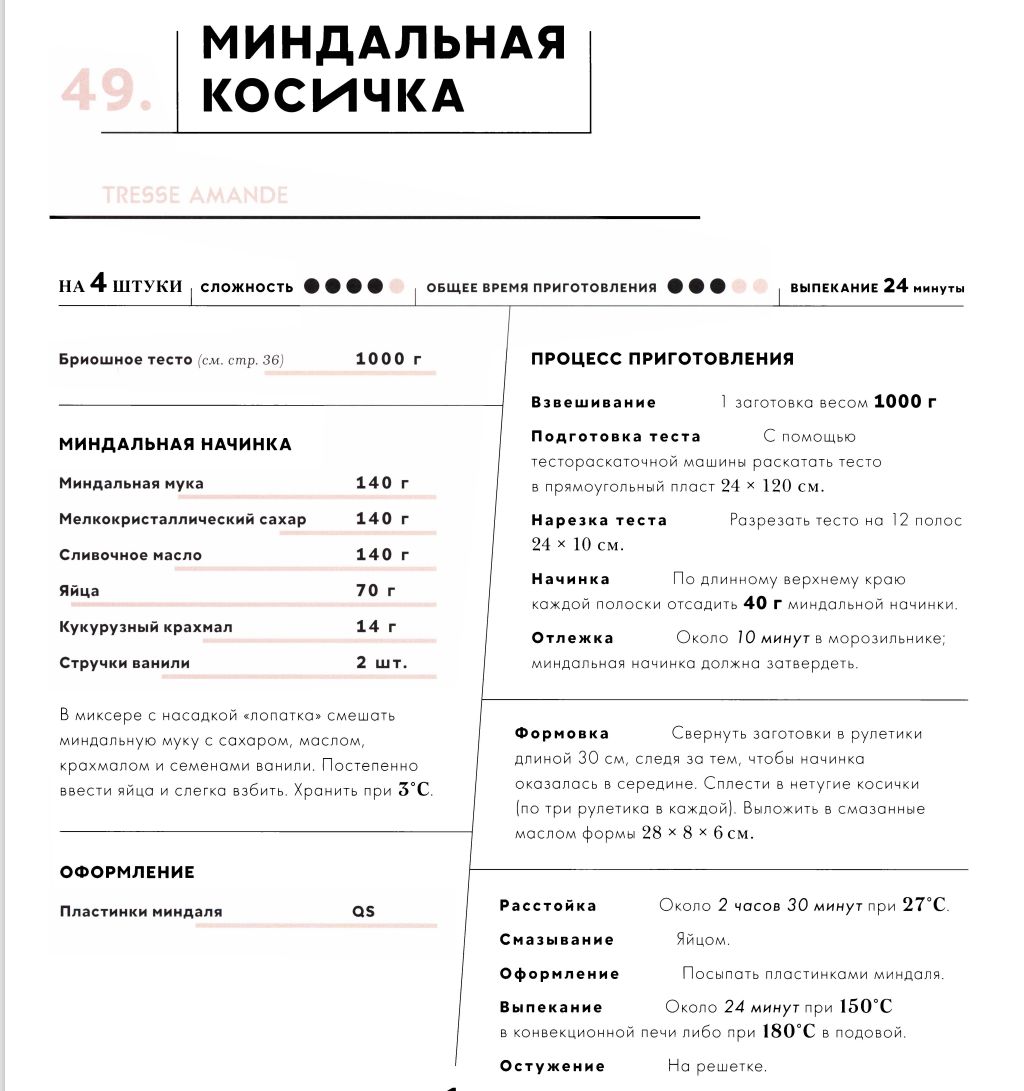 49.
МИНДАЛЬНАЯ
КОСИЧКА
TRESSE AMANDE
НА 4 ШТУКИ СЛОЖНОСТЬ ОБЩЕЕ ВРЕМЯ ПРИГОТОВЛЕНИЯ ВЫПЕКАНИЕ 24 минуты
Бриошное тесто (см. стр. 36) 1000 г
МИНДАЛЬНАЯ НАЧИНКА
Миндальная мука 140 г
Мелкокристаллический сахар 140 г
Сливочное масло 140 г
Яйца 70 г
Кукурузный крахмал 14 г
Стручки ванили 2 шт.
В миксере с насадкой «лопатка» смешать
миндальную муку с сахаром, маслом,
крахмалом и семенами ванили. Постепенно
ввести яйца и слегка взбить. Хранить при 3°C.
ОФОРМЛЕНИЕ
Пластинки миндаля QS
ПРОЦЕСС ПРИГОТОВЛЕНИЯ
Взвешивание 1 заготовка весом 1000 г
Подготовка теста С помощью
тестораскаточной машины раскатать тесто
в прямоугольный пласт 24 × 120 см.
Нарезка теста Разрезать тесто на 12 полос
24 × 10 см.
Начинка По длинному верхнему краю
каждой полоски отсадить 40 г миндальной начинки.
Отлежка Около 10 минут в морозильнике;
миндальная начинка должна затвердеть.
Формовка Свернуть заготовки в рулетики
длиной 30 см, следя за тем, чтобы начинка
оказалась в середине. Сплести в нетугие косички
(по три рулетика в каждой). Выложить в смазанные
маслом формы 28 × 8 × 6 см.
Расстойка Около 2 часов 30 минут при 27°C.
Смазывание Яйцом.
Оформление Посыпать пластинками миндаля.
Выпекание Около 24 минут при 150°C
в конвекционной печи либо при 180°C в подовой.
Остужение На решетке.